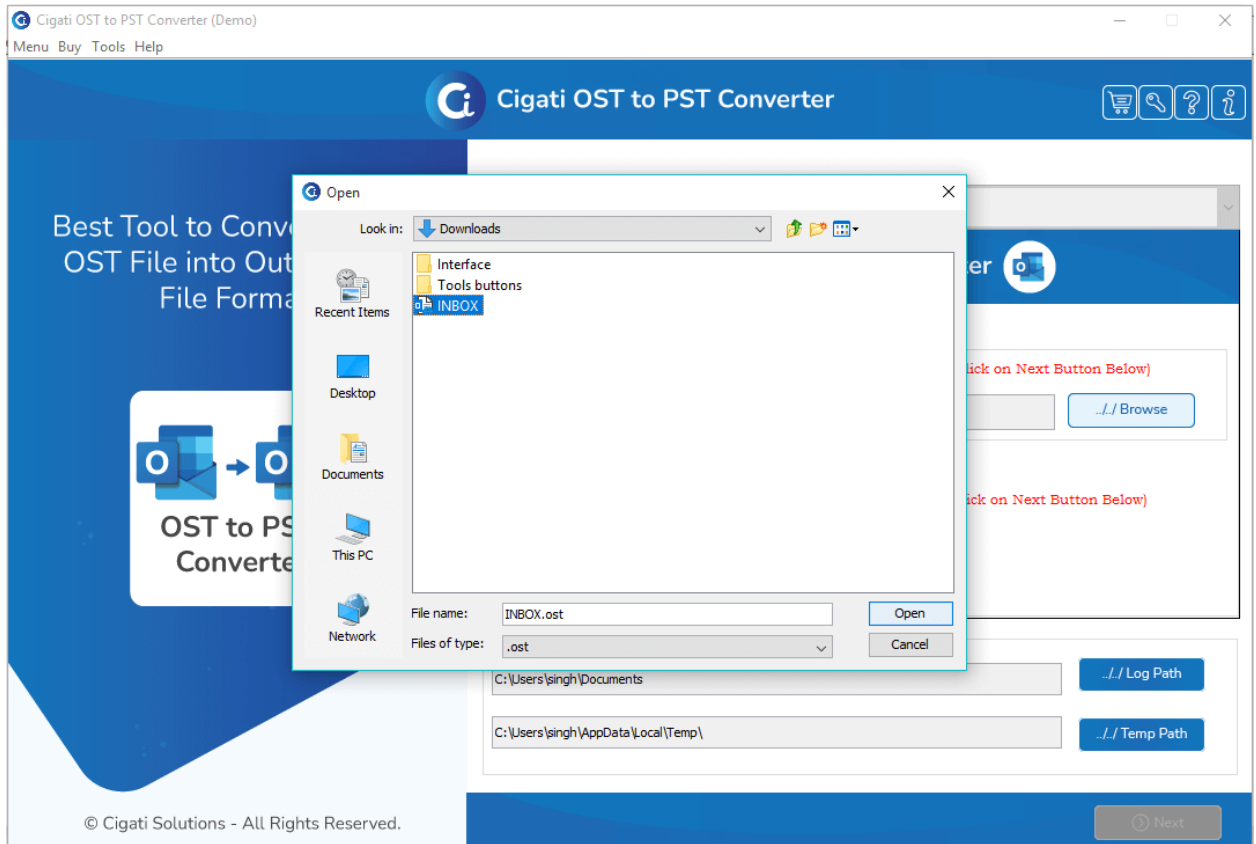 Cigati OST to PST Converter (Demo)
Menu Buy Tools Help
Cigati OST to PST Converter
Best Tool to Conv
OST File into Out
File Forma
OST to PS
Converte
© Cigati Solutions - All Rights Reserved.
Open
Look in:
Downloads
Recent Items
Desktop
Documents
This PC
Network
Interface
Tools buttons
INBOX
File name:
INBOX.ost
Open
Files of type:
.ost
Cancel
er
lick on Next Button Below)
../../ Browse
ick on Next Button Below)
C:\Users\singh\Documents
../../ Log Path
C:\Users\singh\AppData\Local\Temp\
../../ Temp Path
Next